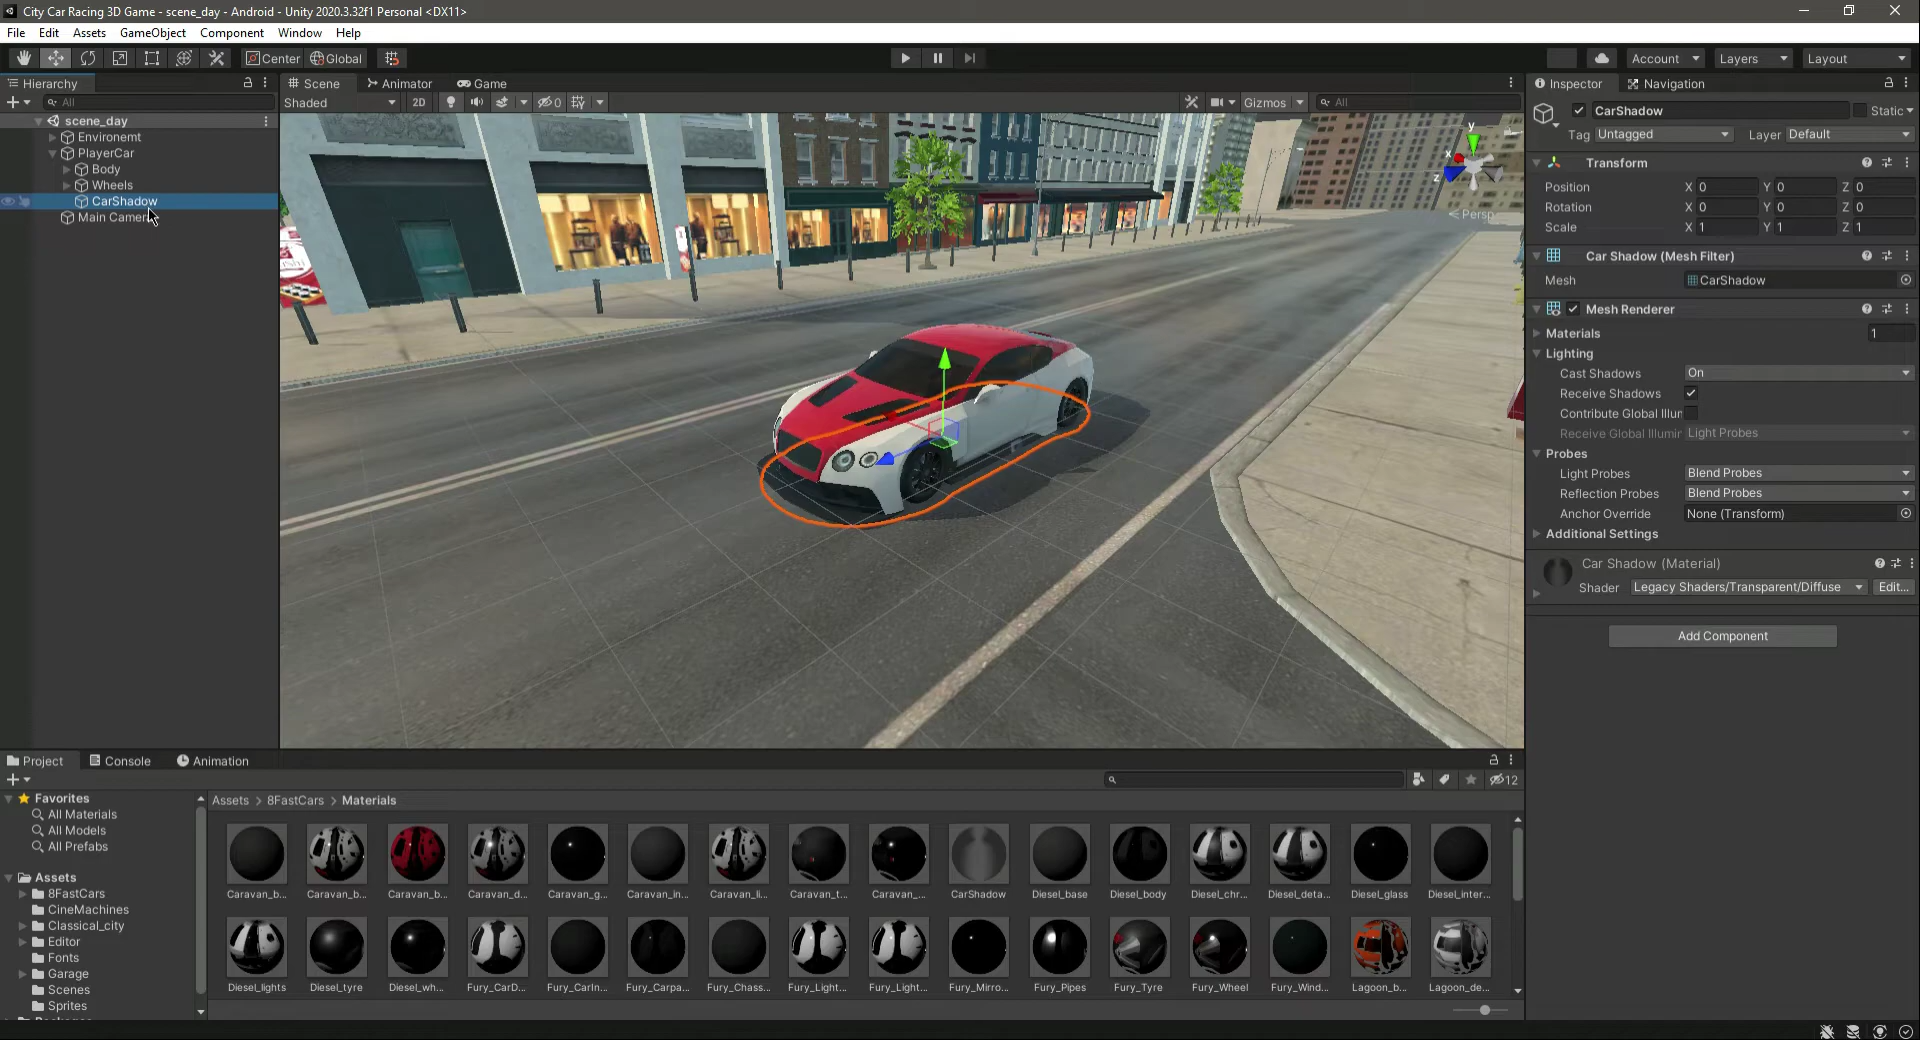 City Car Racing 3D Game - scene_day - Android - Unity 2020.3.32f1 Personal <DX11>
File Edit Assets GameObject Component Window Help
Center Global Account Layers Layout
Hierarchy
All
scene_day
Environemt
PlayerCar
Body
Wheels
CarShadow
Main Camera
Scene Animator Game
Shaded 2D 0 Gizmos All
y
x
z
Persp
Inspector Navigation
CarShadow Static
Tag Untagged Layer Default
Transform
Position X 0 Y 0 Z 0
Rotation X 0 Y 0 Z 0
Scale X 1 Y 1 Z 1
Car Shadow (Mesh Filter)
Mesh CarShadow
Mesh Renderer
Materials 1
Lighting
Cast Shadows On
Receive Shadows
Contribute Global Illur
Receive Global Illumir Light Probes
Probes
Light Probes Blend Probes
Reflection Probes Blend Probes
Anchor Override None (Transform)
Additional Settings
Car Shadow (Material)
Shader Legacy Shaders/Transparent/Diffuse Edit...
Add Component
Project Console Animation
12
Favorites
All Materials
All Models
All Prefabs
Assets
8FastCars
CineMachines
Classical_city
Editor
Fonts
Garage
Scenes
Sprites
Assets > 8FastCars > Materials
Caravan_b... Caravan_b... Caravan_b... Caravan_d... Caravan_g... Caravan_in... Caravan_li... Caravan_t... Caravan_... CarShadow Diesel_base Diesel_body Diesel_chr... Diesel_deta... Diesel_glass Diesel_inter...
Diesel_lights Diesel_tyre Diesel_wh... Fury_CarD... Fury_CarIn... Fury_Carpa... Fury_Chass... Fury_Light... Fury_Light... Fury_Mirro... Fury_Pipes Fury_Tyre Fury_Wheel Fury_Wind... Lagoon_b... Lagoon_de...